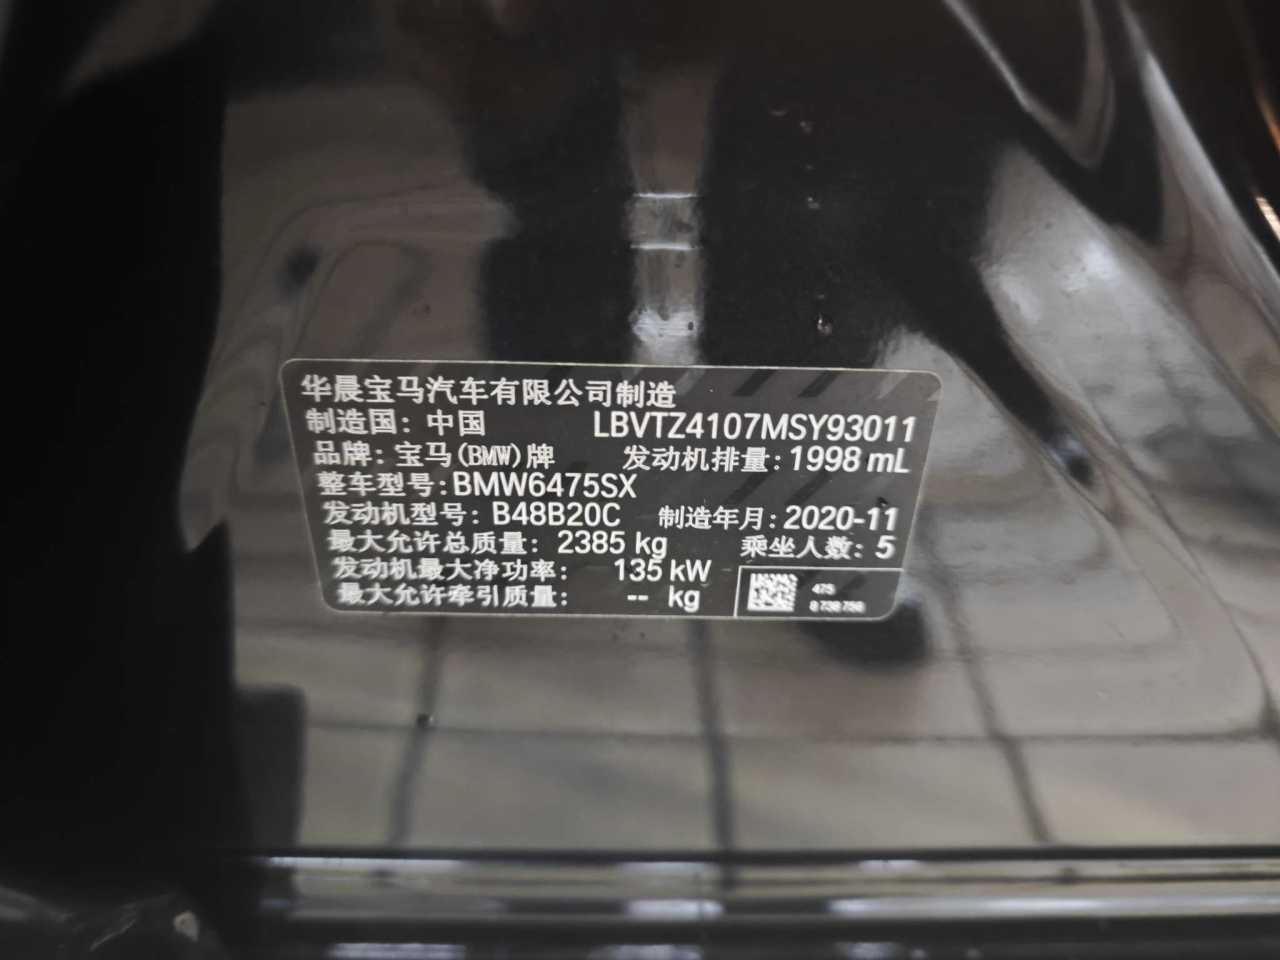 华晨宝马汽车有限公司制造
制造国：中国 LBVTZ4107MSY93011
品牌：宝马(BMW)牌 发动机排量：1998 mL
整车型号：BMW6475SX
发动机型号：B48B20C 制造年月：2020-11
最大允许总质量：2385 kg 乘坐人数：5
发动机最大净功率：135 kW
最大允许牵引质量：-- kg
475
8 738 758